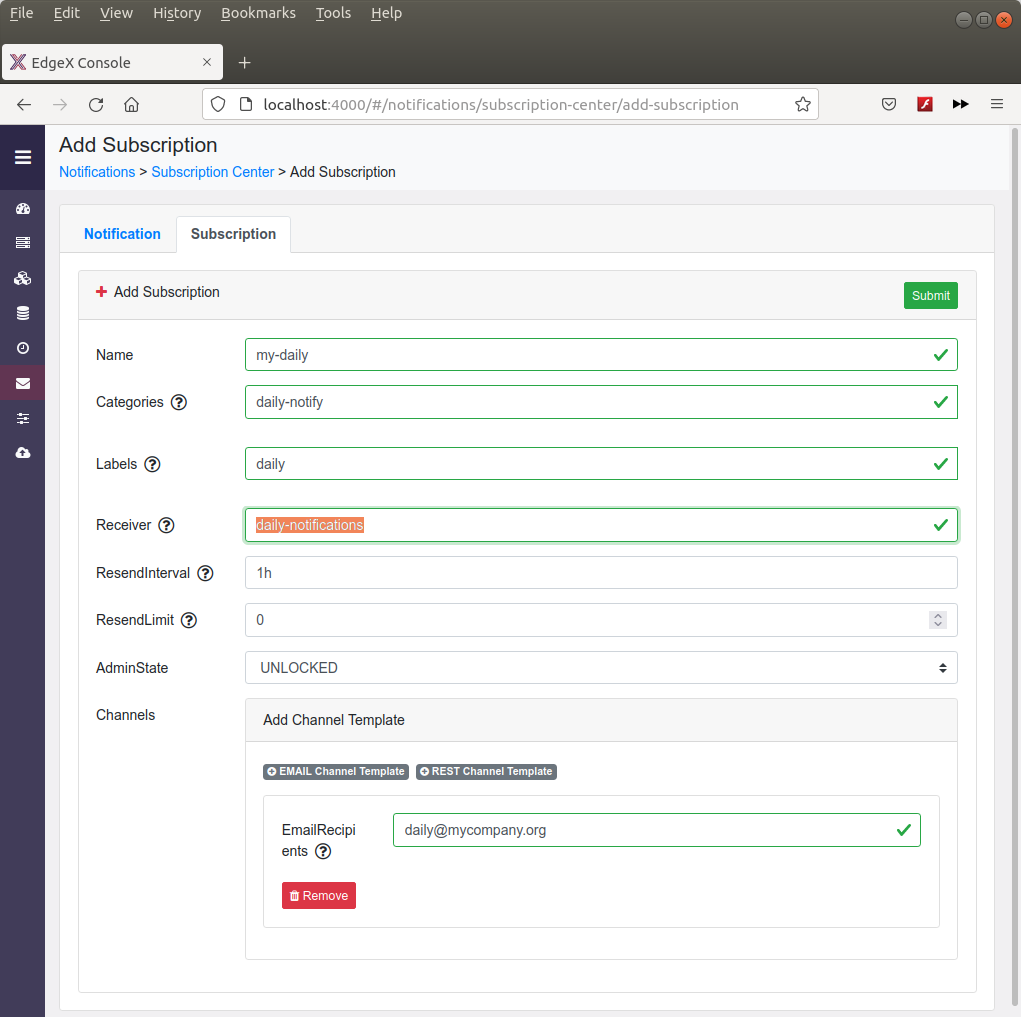 File Edit View History Bookmarks Tools Help
EdgeX Console
localhost:4000/#/notifications/subscription-center/add-subscription
Add Subscription
Notifications > Subscription Center > Add Subscription
Notification Subscription
Add Subscription Submit
Name my-daily
Categories daily-notify
Labels daily
Receiver daily-notifications
ResendInterval 1h
ResendLimit 0
AdminState UNLOCKED
Channels Add Channel Template
EMAIL Channel Template REST Channel Template
EmailRecipi daily@mycompany.org
ents
Remove